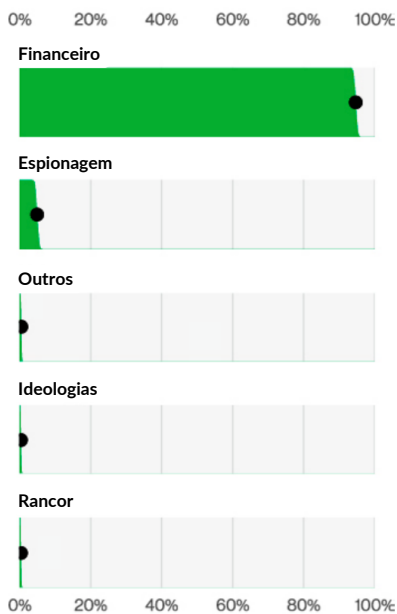 0% 20% 40% 60% 80% 100%
Financeiro
Espionagem
Outros
Ideologias
Rancor
0% 20% 40% 60% 80% 100%